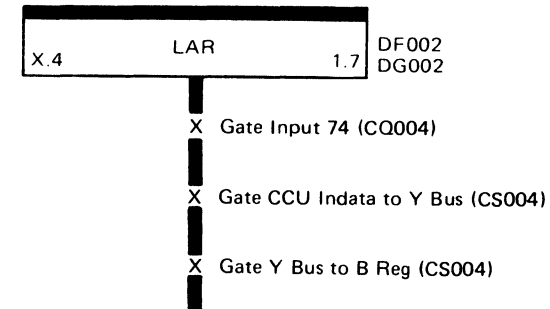 LAR
X.4 1.7
DF002
DG002
X Gate Input 74 (CQ004)
X Gate CCU Indata to Y Bus (CS004)
X Gate Y Bus to B Reg (CS004)